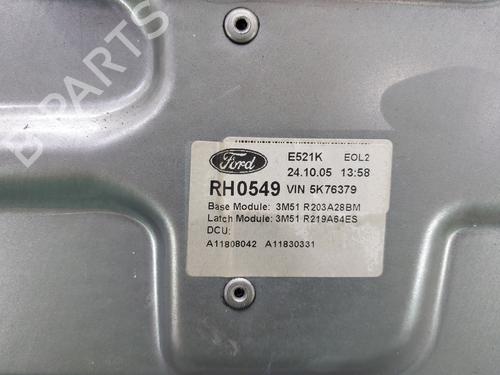 B PARTS
Ford E521K EOL2
24.10.05 13:58
RH0549 VIN 5K76379
Base Module: 3M51 R203A28BM
Latch Module: 3M51 R219A64ES
DCU:
A11808042 A11830331